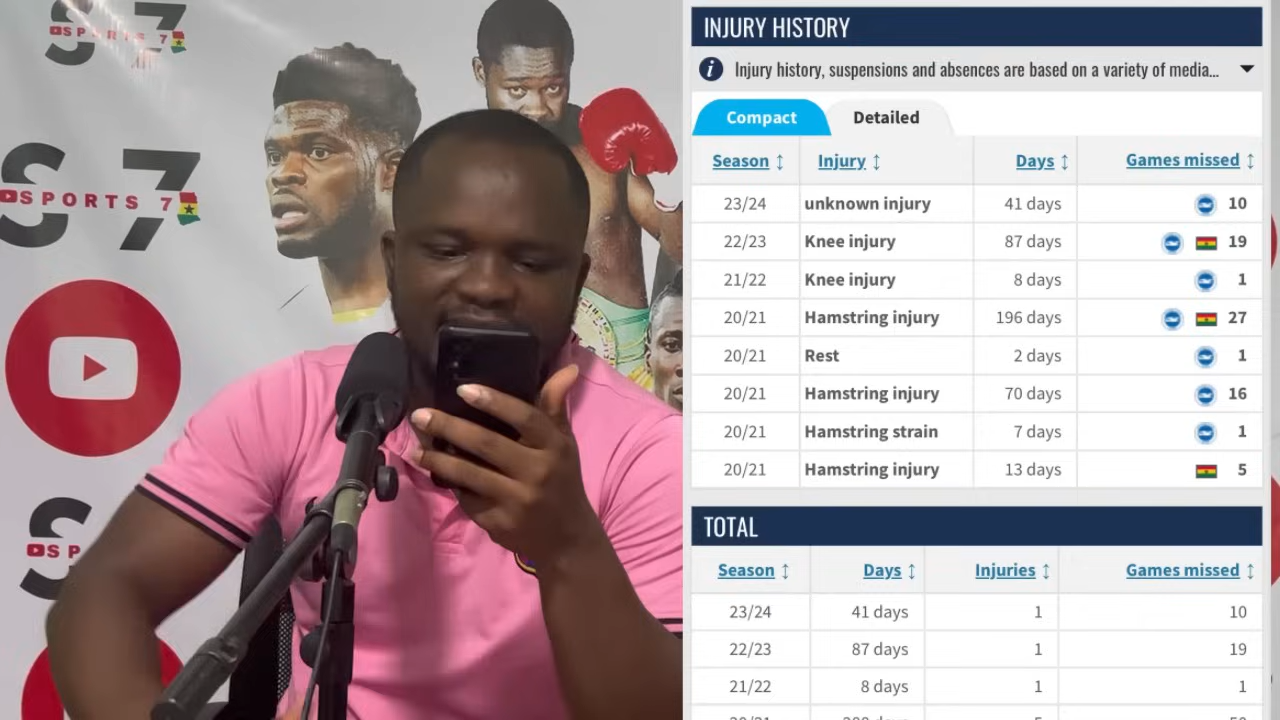 S 7
SPORTS 7
S 7
SPORTS 7
S
SP
INJURY HISTORY
i Injury history, suspensions and absences are based on a variety of media...
Compact Detailed
Season Injury Days Games missed
23/24 unknown injury 41 days 10
22/23 Knee injury 87 days 19
21/22 Knee injury 8 days 1
20/21 Hamstring injury 196 days 27
20/21 Rest 2 days 1
20/21 Hamstring injury 70 days 16
20/21 Hamstring strain 7 days 1
20/21 Hamstring injury 13 days 5
TOTAL
Season Days Injuries Games missed
23/24 41 days 1 10
22/23 87 days 1 19
21/22 8 days 1 1